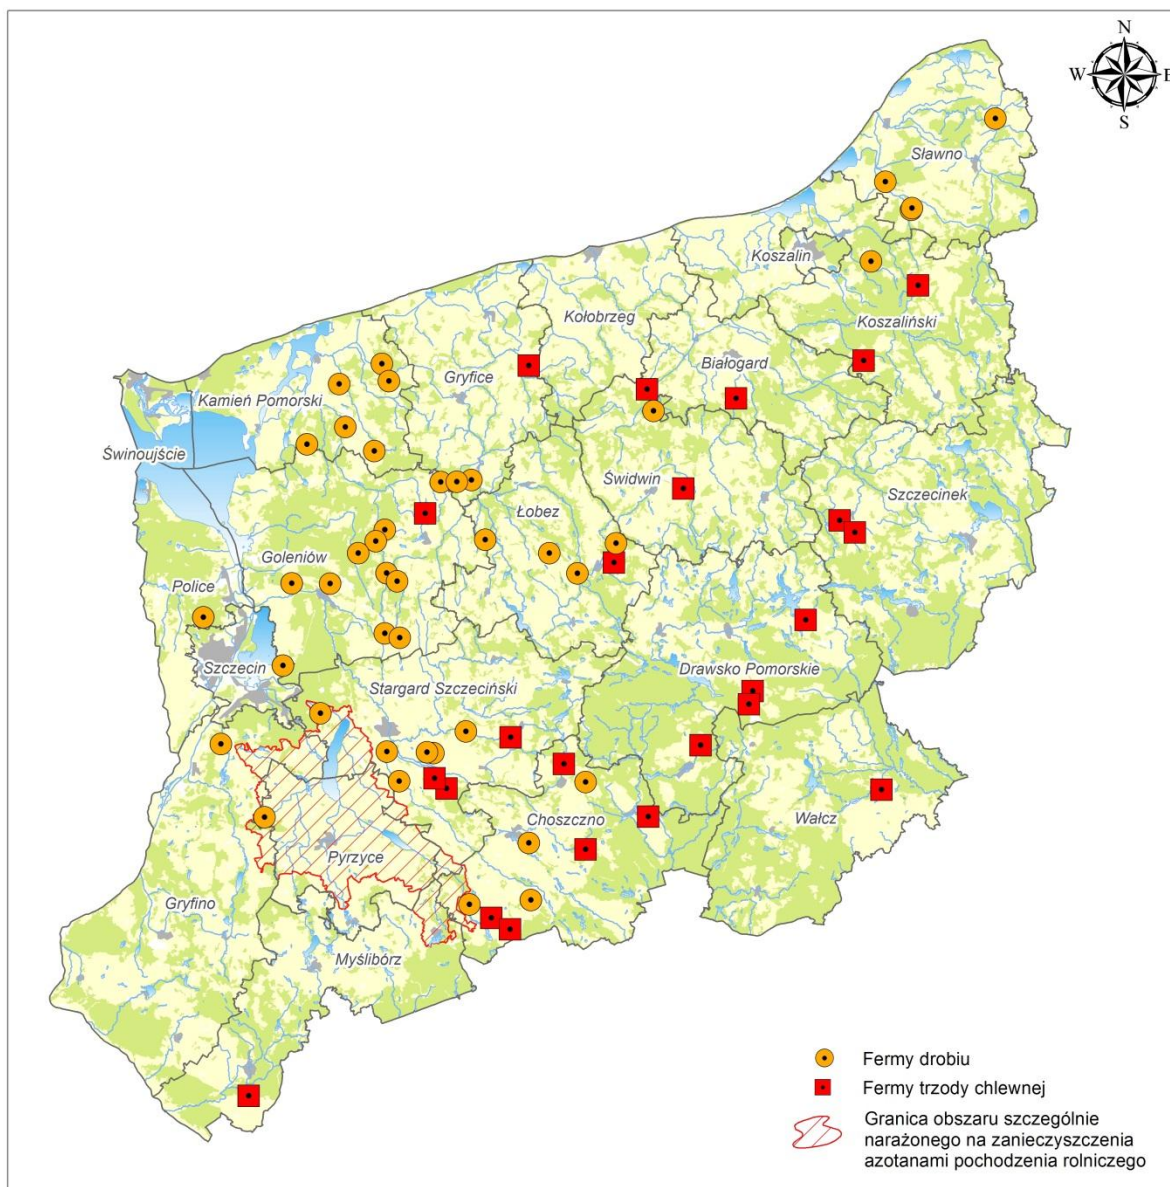 N
W E
S
Sławno
Koszalin
Koszaliński
Kołobrzeg
Białogard
Gryfice
Kamień Pomorski
Świnoujście
Świdwin
Szczecinek
Łobez
Goleniów
Police
Szczecin
Drawsko Pomorskie
Stargard Szczeciński
Choszczno
Wałcz
Pyrzyce
Gryfino
Myślibórz
Fermy drobiu
Fermy trzody chlewnej
Granica obszaru szczególnie
narażonego na zanieczyszczenia
azotanami pochodzenia rolniczego